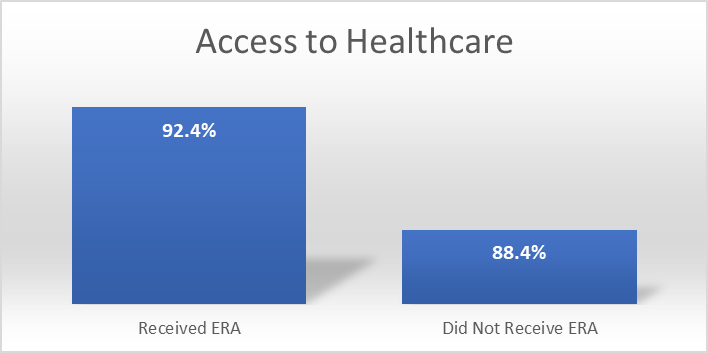 Access to Healthcare
92.4%
88.4%
Received ERA
Did Not Receive ERA